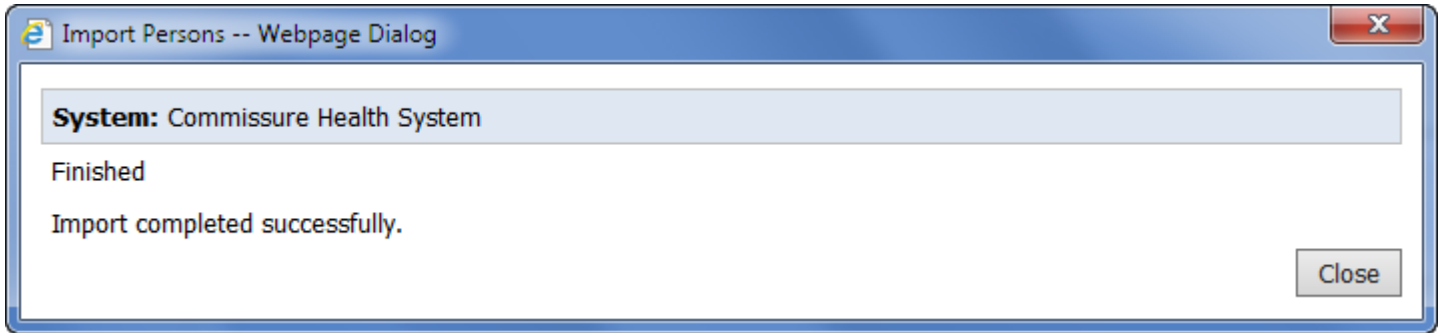 Import Persons -- Webpage Dialog
System: Commissure Health System
Finished
Import completed successfully.
Close